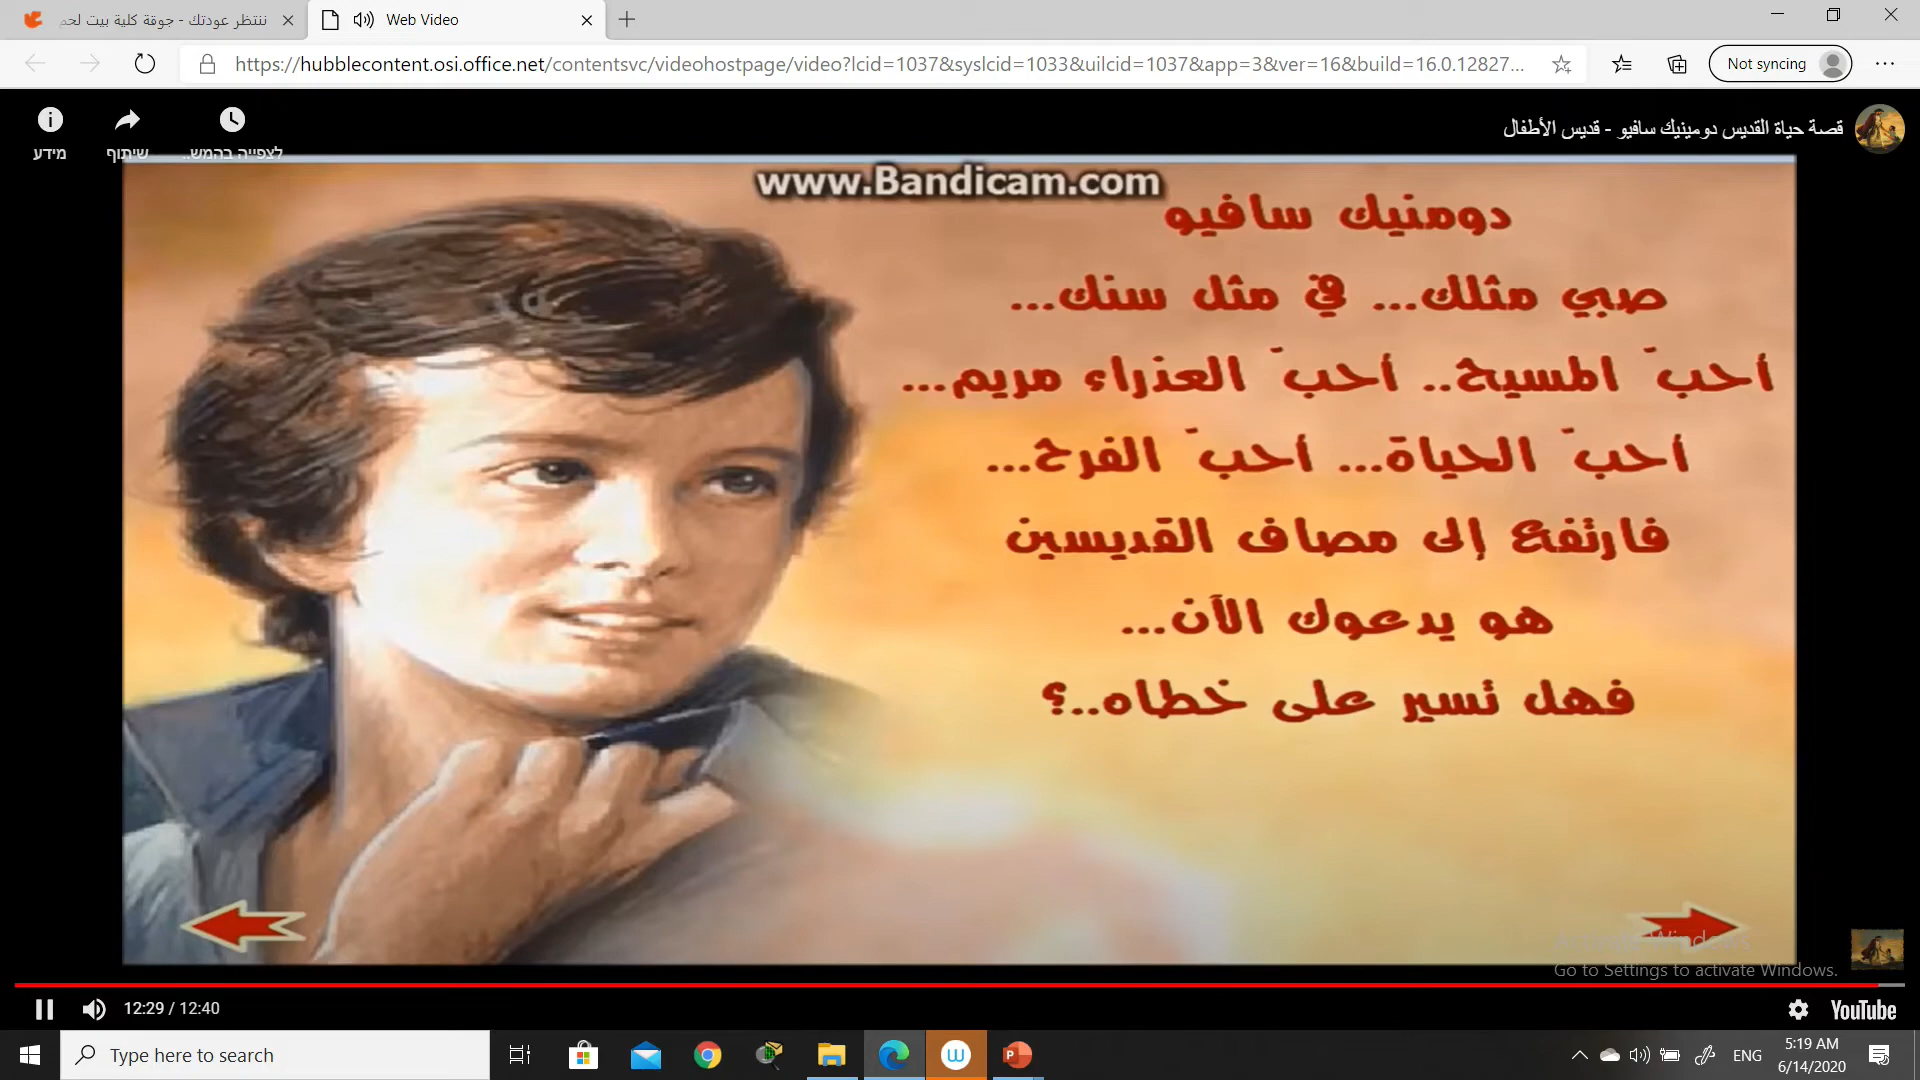 ننتظر عودتك - جوقة كلية بيت لحم
Web Video
https://hubblecontent.osi.office.net/contentsvc/videohostpage/video?lcid=1037&syslcid=1033&uilcid=1037&app=3&ver=16&build=16.0.12827...
Not syncing
قصة حياة القديس دومينيك سافيو - قديس الأطفال
מידע
שיתוף
לצפייה בהמש..
www.Bandicam.com
دومنيك سافيو
صبي مثلك... في مثل سنك...
أحبّ المسيح.. أحبّ العذراء مريم...
أحبّ الحياة... أحبّ الفرح...
فارتفع إلى مصاف القديسين
هو يدعوك الآن...
فهل تسير على خطاه..؟
Activate Windows
Go to Settings to activate Windows.
12:29 / 12:40
YouTube
Type here to search
ENG
5:19 AM
6/14/2020